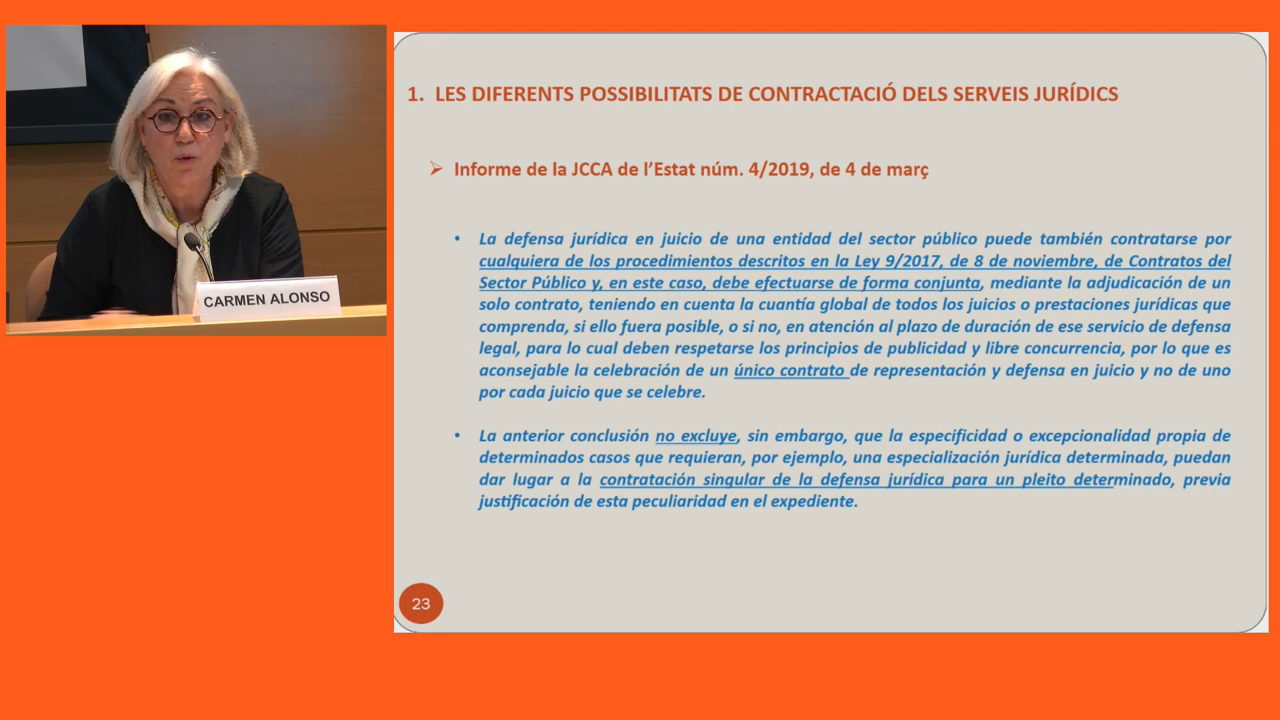 CARMEN ALONSO
1. LES DIFERENTS POSSIBILITATS DE CONTRACTACIÓ DELS SERVEIS JURÍDICS
Informe de la JCCA de l’Estat núm. 4/2019, de 4 de març
• La defensa jurídica en juicio de una entidad del sector público puede también contratarse por
cualquiera de los procedimientos descritos en la Ley 9/2017, de 8 de noviembre, de Contratos del
Sector Público y, en este caso, debe efectuarse de forma conjunta, mediante la adjudicación de un
solo contrato, teniendo en cuenta la cuantía global de todos los juicios o prestaciones jurídicas que
comprenda, si ello fuera posible, o si no, en atención al plazo de duración de ese servicio de defensa
legal, para lo cual deben respetarse los principios de publicidad y libre concurrencia, por lo que es
aconsejable la celebración de un único contrato de representación y defensa en juicio y no de uno
por cada juicio que se celebre.
• La anterior conclusión no excluye, sin embargo, que la especificidad o excepcionalidad propia de
determinados casos que requieran, por ejemplo, una especialización jurídica determinada, puedan
dar lugar a la contratación singular de la defensa jurídica para un pleito determinado, previa
justificación de esta peculiaridad en el expediente.
23